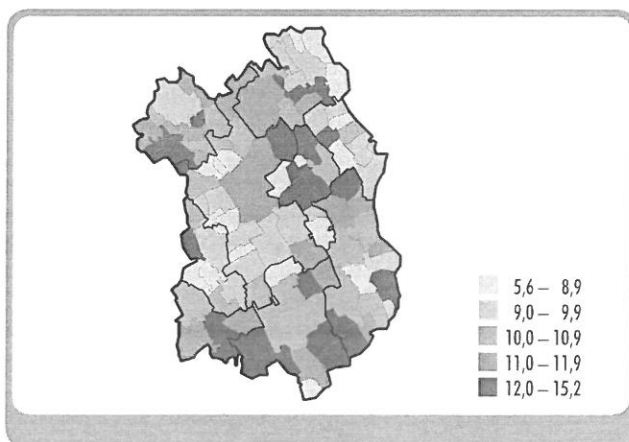 5,6 – 8,9
9,0 – 9,9
10,0 – 10,9
11,0 – 11,9
12,0 – 15,2